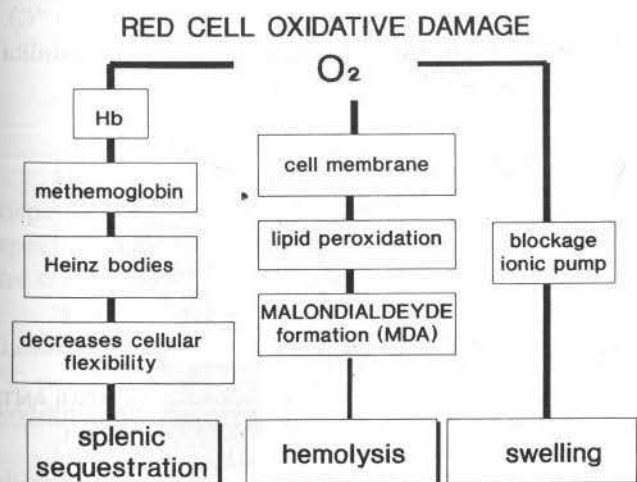 RED CELL OXIDATIVE DAMAGE
O₂
Hb
methemoglobin
Heinz bodies
decreases cellular
flexibility
splenic
sequestration
cell membrane
lipid peroxidation
MALONDIALDEYDE
formation (MDA)
hemolysis
blockage
ionic pump
swelling